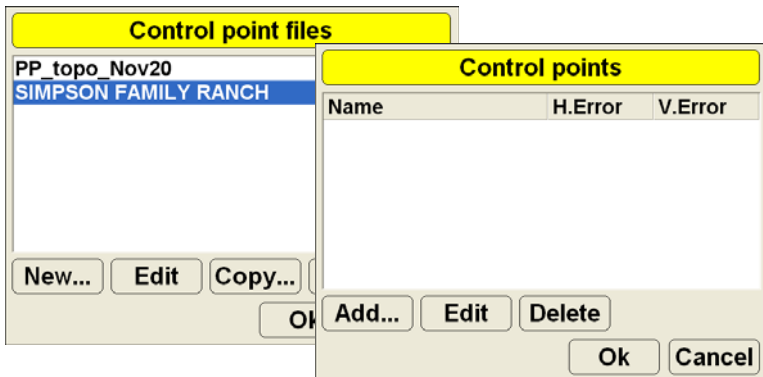 Control point files
PP_topo_Nov20
SIMPSON FAMILY RANCH
New... Edit Copy...
Control points
Name H.Error V.Error
Add... Edit Delete
Ok Cancel